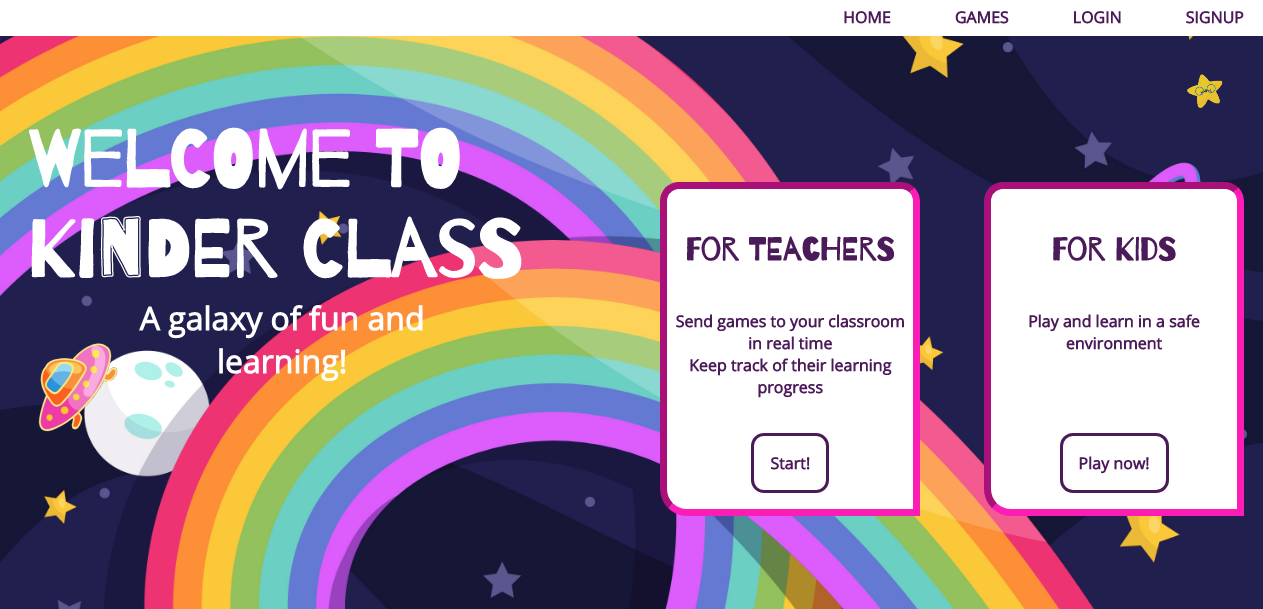 HOME GAMES LOGIN SIGNUP
WELCOME TO
KINDER CLASS
A galaxy of fun and
learning!
FOR TEACHERS
Send games to your classroom
in real time
Keep track of their learning
progress
Start!
FOR KIDS
Play and learn in a safe
environment
Play now!